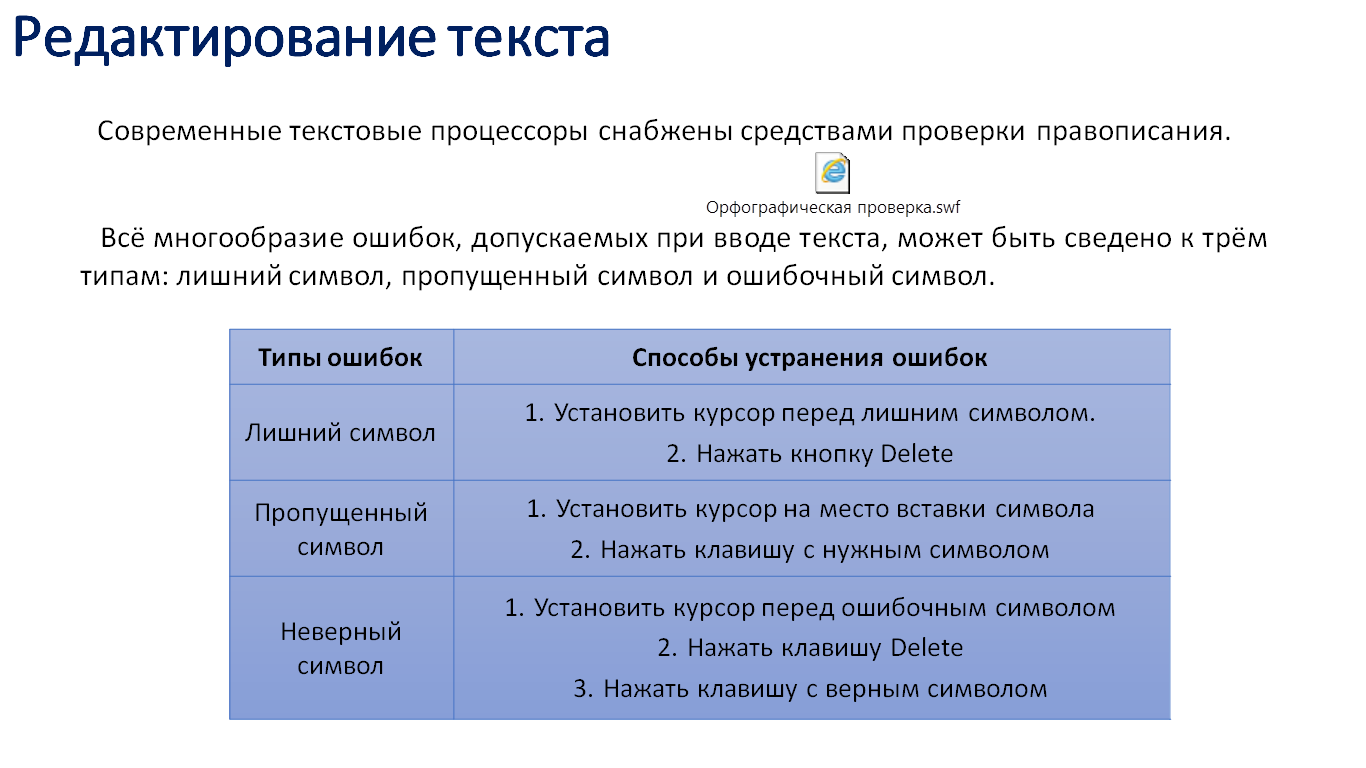 Редактирование текста
Современные текстовые процессоры снабжены средствами проверки правописания.
Орфографическая проверка.swf
Всё многообразие ошибок, допускаемых при вводе текста, может быть сведено к трём
типам: лишний символ, пропущенный символ и ошибочный символ.
Типы ошибок
Способы устранения ошибок
Лишний символ
1. Установить курсор перед лишним символом.
2. Нажать кнопку Delete
Пропущенный
символ
1. Установить курсор на место вставки символа
2. Нажать клавишу с нужным символом
Неверный
символ
1. Установить курсор перед ошибочным символом
2. Нажать клавишу Delete
3. Нажать клавишу с верным символом